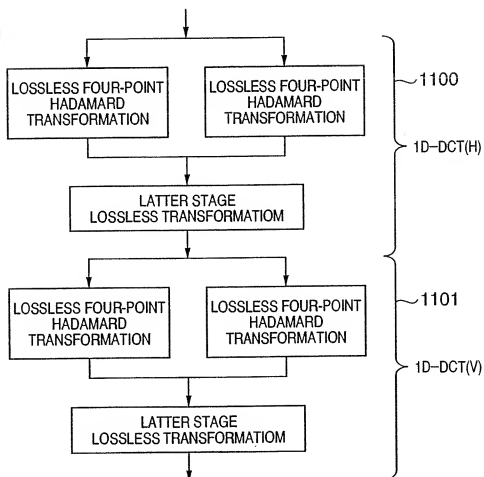 LOSSLESS FOUR-POINT
HADAMARD
TRANSFORMATION
LOSSLESS FOUR-POINT
HADAMARD
TRANSFORMATION
1100
1D-DCT(H)
LATTER STAGE
LOSSLESS TRANSFORMATIOM
LOSSLESS FOUR-POINT
HADAMARD
TRANSFORMATION
LOSSLESS FOUR-POINT
HADAMARD
TRANSFORMATION
1101
1D-DCT(V)
LATTER STAGE
LOSSLESS TRANSFORMATIOM